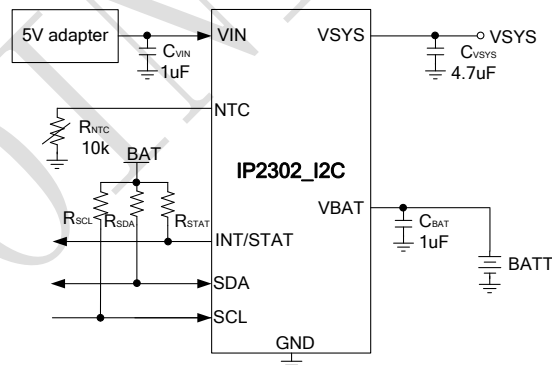 5V adapter
VIN
VSYS
VSYS
CVIN
1uF
CVSYS
4.7uF
NTC
RNTC
10k
BAT
IP2302_I2C
RSCL
RSDA
RSTAT
VBAT
CBAT
1uF
INT/STAT
BATT
SDA
SCL
GND